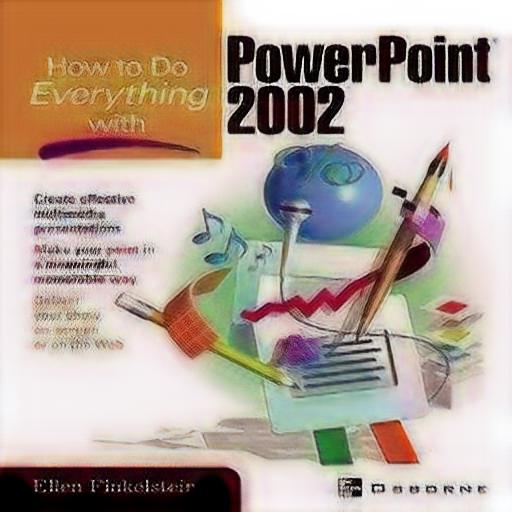 How to Do
Everything
with
PowerPoint
2002
Create effective
multimedia
presentations
Make your point in
a meaningful,
memorable way
Deliver
your show
on-screen
or on the Web
Ellen Finkelstein
OSBORNE